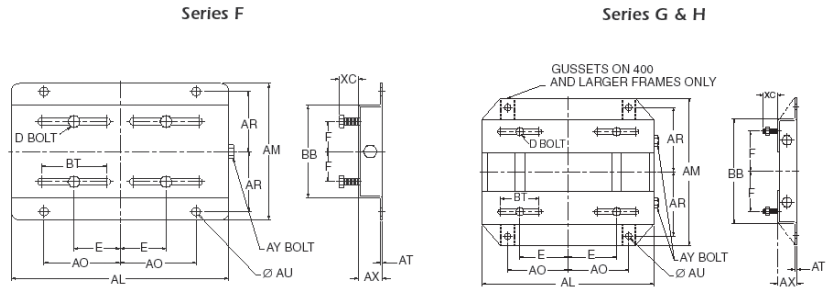 Series F
Series G & H
GUSSETS ON 400
AND LARGER FRAMES ONLY
XC
D BOLT
BT
AR
AR
AM
E
E
AO
AO
AL
AY BOLT
Ø AU
BB
F
F
AX
AT
D BOLT
BT
AR
AR
AM
E
E
AO
AO
AL
AY BOLT
Ø AU
XC
BB
F
F
AX
AT